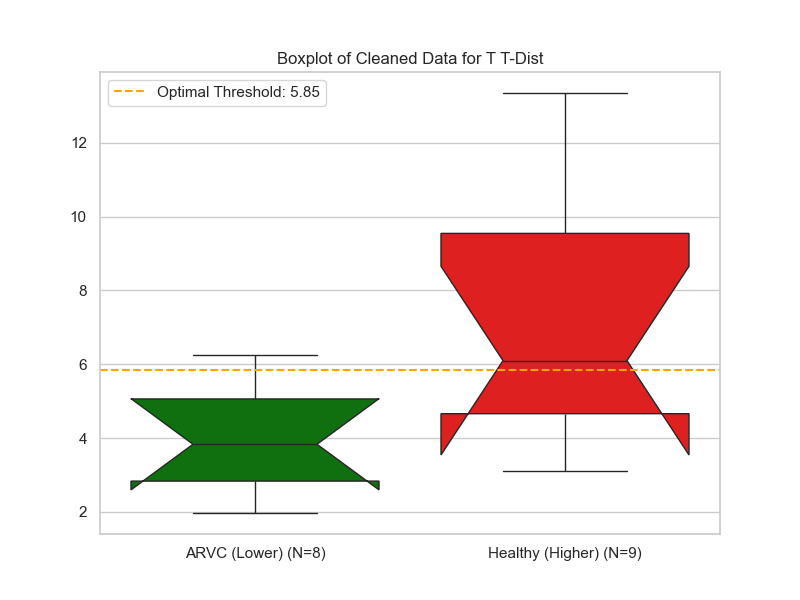 Boxplot of Cleaned Data for T T-Dist
Optimal Threshold: 5.85
12
10
8
6
4
2
ARVC (Lower) (N=8)
Healthy (Higher) (N=9)